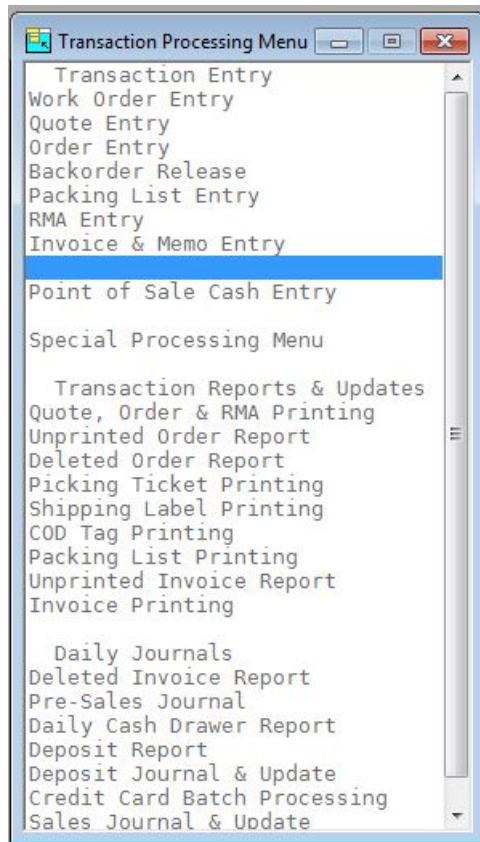 Transaction Processing Menu
Transaction Entry
Work Order Entry
Quote Entry
Order Entry
Backorder Release
Packing List Entry
RMA Entry
Invoice & Memo Entry
Point of Sale Cash Entry
Special Processing Menu
Transaction Reports & Updates
Quote, Order & RMA Printing
Unprinted Order Report
Deleted Order Report
Picking Ticket Printing
Shipping Label Printing
COD Tag Printing
Packing List Printing
Unprinted Invoice Report
Invoice Printing
Daily Journals
Deleted Invoice Report
Pre-Sales Journal
Daily Cash Drawer Report
Deposit Report
Deposit Journal & Update
Credit Card Batch Processing
Sales Journal & Update